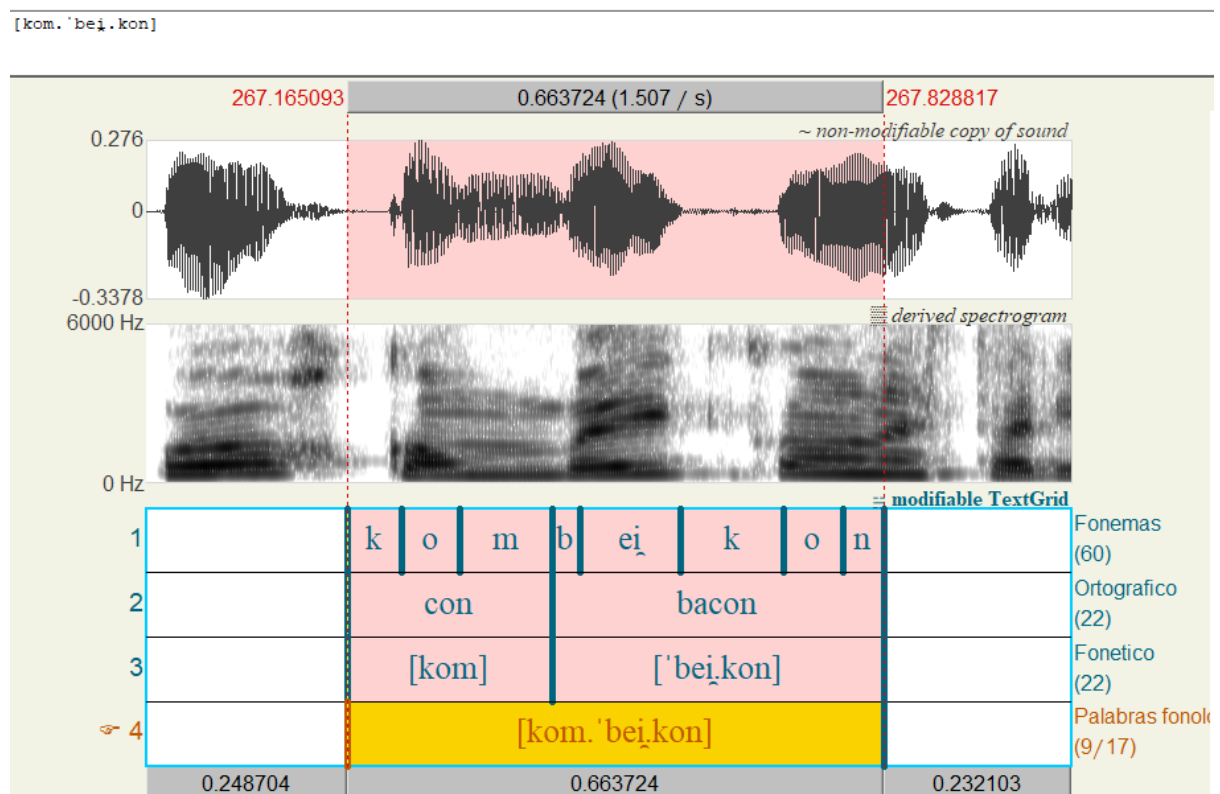 [kom.ˈbei̯.kon]
267.165093 0.663724 (1.507 / s) 267.828817
0.276 ~ non-modifiable copy of sound
0
-0.3378
6000 Hz derived spectrogram
0 Hz
modifiable TextGrid
1 k o m b ei̯ k o n Fonemas (60)
2 con bacon Ortografico (22)
3 [kom] [ˈbei̯.kon] Fonetico (22)
☞ 4 [kom.ˈbei̯.kon] Palabras fonolo (9/17)
0.248704 0.663724 0.232103